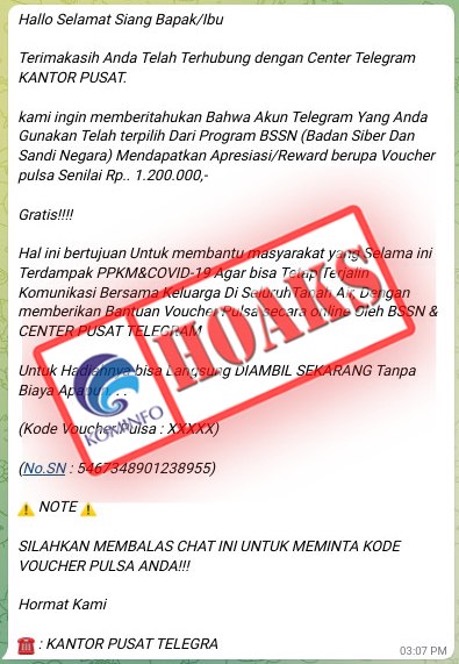 Hallo Selamat Siang Bapak/Ibu
Terimakasih Anda Telah Terhubung dengan Center Telegram
KANTOR PUSAT.
kami ingin memberitahukan Bahwa Akun Telegram Yang Anda
Gunakan Telah terpilih Dari Program BSSN (Badan Siber Dan
Sandi Negara) Mendapatkan Apresiasi/Reward berupa Voucher
pulsa Senilai Rp.. 1.200.000,-
Gratis!!!!
Hal ini bertujuan Untuk membantu masyarakat yang Selama ini
Terdampak PPKM&COVID-19 Agar bisa Tetap Terjalin
Komunikasi Bersama Keluarga Di Seluruh Tanah Air, Dengan
memberikan Bantuan Voucher Pulsa secara online Oleh BSSN &
CENTER PUSAT TELEGRAM
Untuk Hadiannya bisa Langsung DIAMBIL SEKARANG Tanpa
Biaya Apapun. . .
(Kode Voucher Pulsa : XXXXX)
(No.SN : 5467348901238955)
⚠️ NOTE ⚠️
SILAHKAN MEMBALAS CHAT INI UNTUK MEMINTA KODE
VOUCHER PULSA ANDA!!!
Hormat Kami
☎️ : KANTOR PUSAT TELEGRA
03:07 PM
KOMINFO
HOAKS